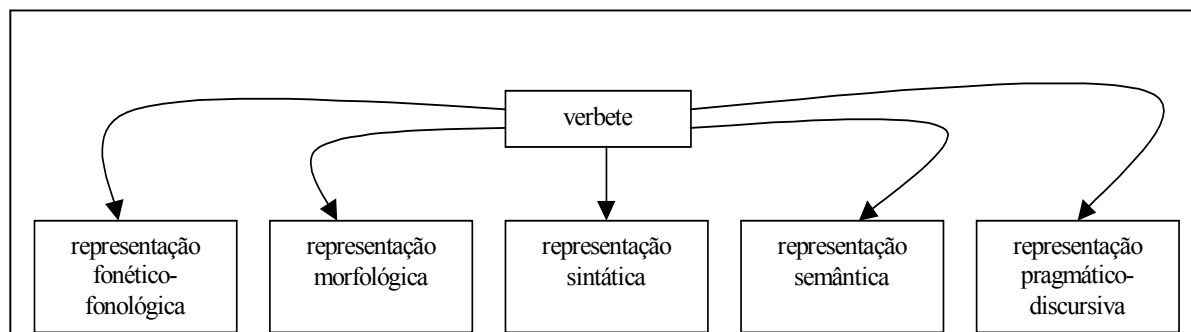 verbete
representação
fonético-
fonológica
representação
morfológica
representação
sintática
representação
semântica
representação
pragmático-
discursiva